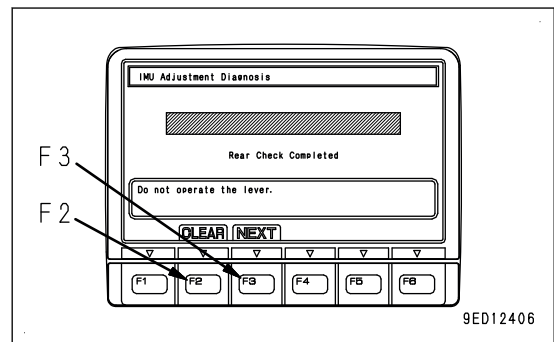 IMU Adjustment Diagnosis
Rear Check Completed
F3
Do not operate the lever.
F2
CLEAR NEXT
F1 F2 F3 F4 F5 F6
9ED12406